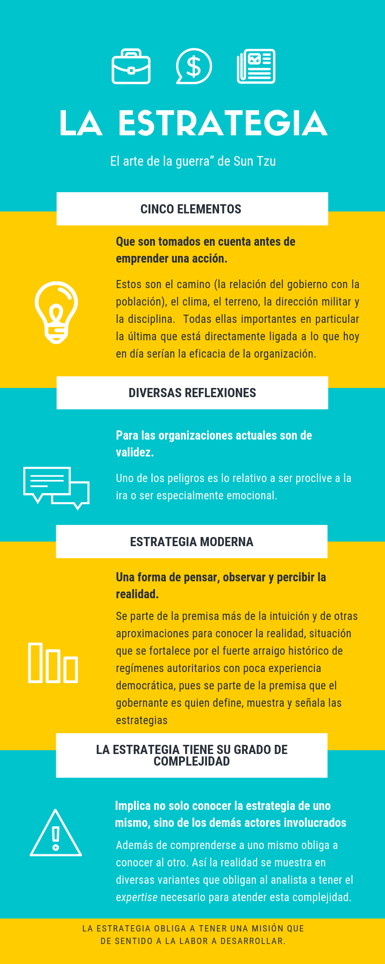 LA ESTRATEGIA
El arte de la guerra" de Sun Tzu
CINCO ELEMENTOS
Que son tomados en cuenta antes de
emprender una acción.
Estos son el camino (la relación del gobierno con la
población), el clima, el terreno, la dirección militar y
la disciplina. Todas ellas importantes en particular
la última que está directamente ligada a lo que hoy
en día serían la eficacia de la organización.
DIVERSAS REFLEXIONES
Para las organizaciones actuales son de
validez.
Uno de los peligros es lo relativo a ser proclive a la
ira o ser especialmente emocional.
ESTRATEGIA MODERNA
Una forma de pensar, observar y percibir la
realidad.
Se parte de la premisa más de la intuición y de otras
aproximaciones para conocer la realidad, situación
que se fortalece por el fuerte arraigo histórico de
regímenes autoritarios con poca experiencia
democrática, pues se parte de la premisa que el
gobernante es quien define, muestra y señala las
estrategias
LA ESTRATEGIA TIENE SU GRADO DE
COMPLEJIDAD
Implica no solo conocer la estrategia de uno
mismo, sino de los demás actores involucrados
Además de comprenderse a uno mismo obliga a
conocer al otro. Así la realidad se muestra en
diversas variantes que obligan al analista a tener el
expertise necesario para atender esta complejidad.
LA ESTRATEGIA OBLIGA A TENER UNA MISIÓN QUE
DE SENTIDO A LA LABOR A DESARROLLAR.